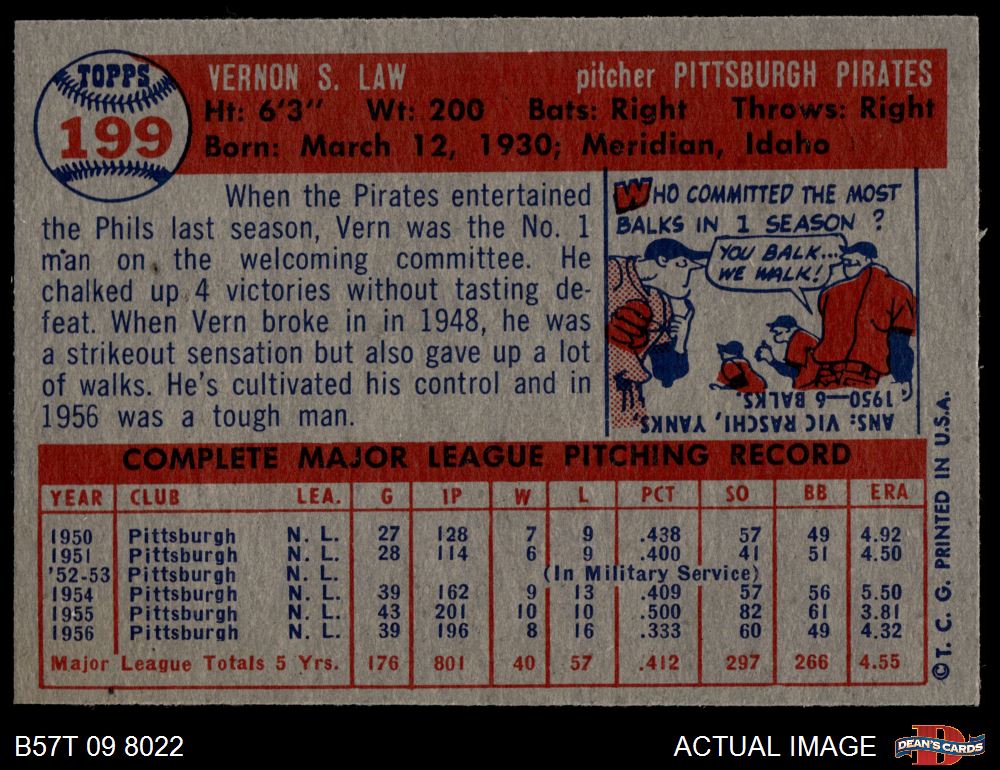 TOPPS
199
VERNON S. LAW pitcher PITTSBURGH PIRATES
Ht: 6'3" Wt: 200 Bats: Right Throws: Right
Born: March 12, 1930; Meridian, Idaho
When the Pirates entertained
the Phils last season, Vern was the No. 1
man on the welcoming committee. He
chalked up 4 victories without tasting de-
feat. When Vern broke in in 1948, he was
a strikeout sensation but also gave up a lot
of walks. He's cultivated his control and in
1956 was a tough man.
WHO COMMITTED THE MOST
BALKS IN 1 SEASON ?
YOU BALK...
WE WALK!
ANS: VIC RASCHI, YANKS
1950—6 BALKS.
COMPLETE MAJOR LEAGUE PITCHING RECORD
YEAR CLUB LEA. G IP W L PCT SO BB ERA
1950 Pittsburgh N. L. 27 128 7 9 .438 57 49 4.92
1951 Pittsburgh N. L. 28 114 6 9 .400 41 51 4.50
'52-53 Pittsburgh N. L. (In Military Service)
1954 Pittsburgh N. L. 39 162 9 13 .409 57 56 5.50
1955 Pittsburgh N. L. 43 201 10 10 .500 82 61 3.81
1956 Pittsburgh N. L. 39 196 8 16 .333 60 49 4.32
Major League Totals 5 Yrs. 176 801 40 57 .412 297 266 4.55
©T. C. G. PRINTED IN U.S.A.
B57T 09 8022 ACTUAL IMAGE
DEAN'S CARDS